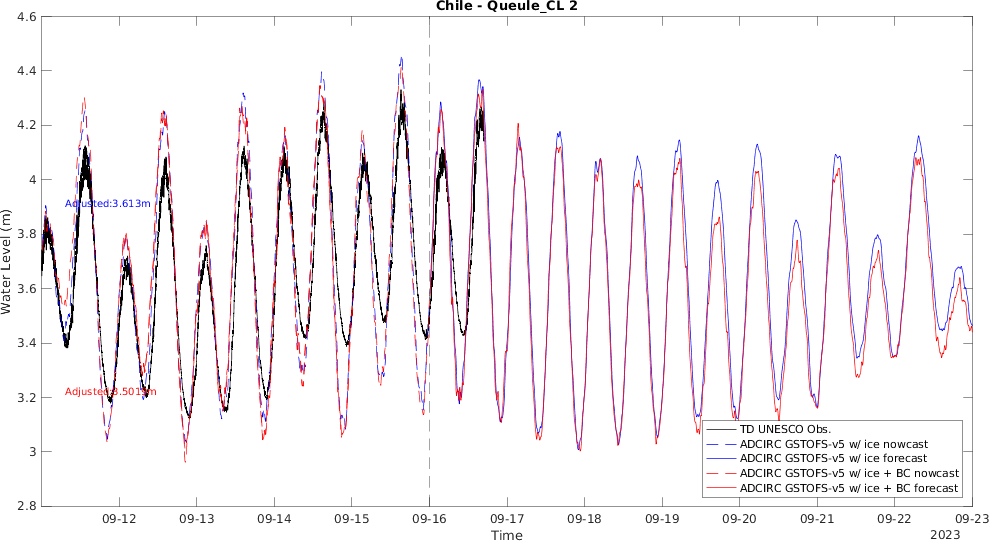 Chile - Queule_CL 2
4.6
4.4
4.2
4
3.8
3.6
3.4
3.2
3
2.8
Water Level (m)
Adjusted:3.613m
Adjusted:3.501m
TD UNESCO Obs.
ADCIRC GSTOFS-v5 w/ ice nowcast
ADCIRC GSTOFS-v5 w/ ice forecast
ADCIRC GSTOFS-v5 w/ ice + BC nowcast
ADCIRC GSTOFS-v5 w/ ice + BC forecast
09-12 09-13 09-14 09-15 09-16 09-17 09-18 09-19 09-20 09-21 09-22 09-23
Time
2023